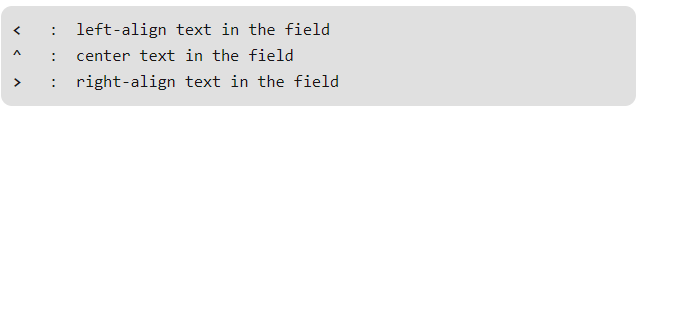 <   :  left-align text in the field
^   :  center text in the field
>   :  right-align text in the field